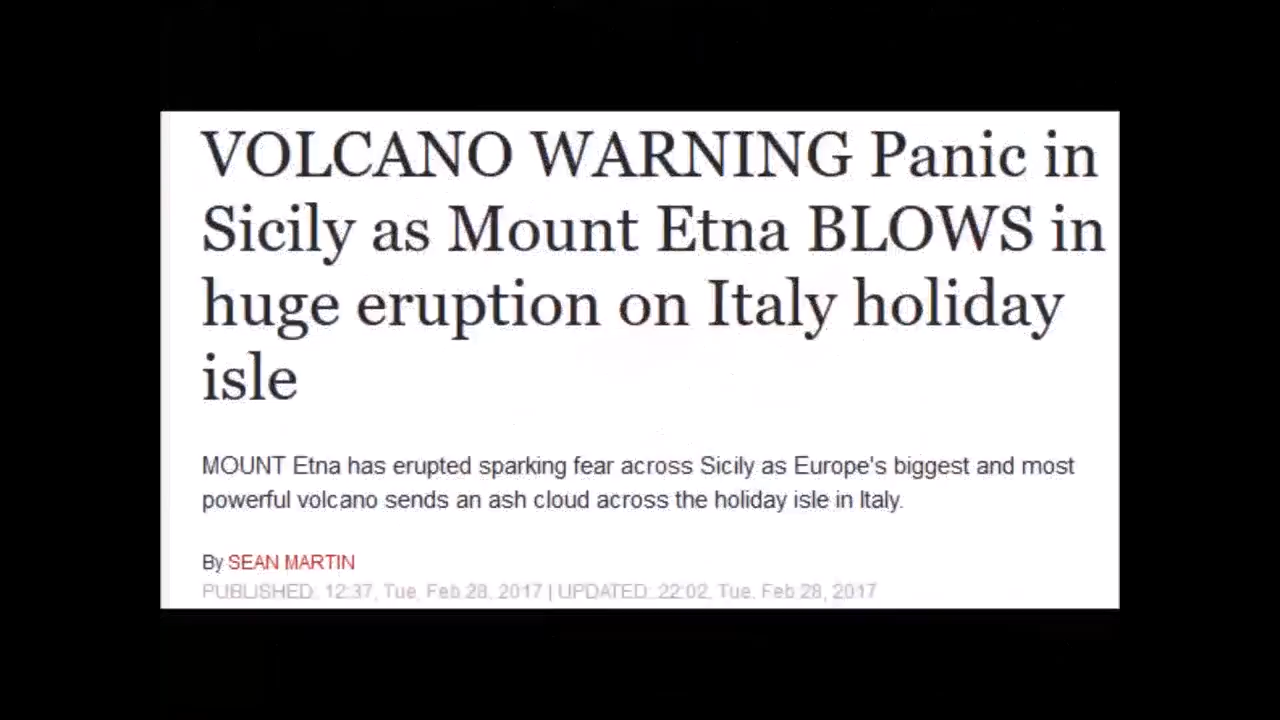 VOLCANO WARNING Panic in
Sicily as Mount Etna BLOWS in
huge eruption on Italy holiday
isle
MOUNT Etna has erupted sparking fear across Sicily as Europe's biggest and most
powerful volcano sends an ash cloud across the holiday isle in Italy.
By SEAN MARTIN
PUBLISHED: 12:37, Tue, Feb 28, 2017 | UPDATED: 22:02, Tue, Feb 28, 2017